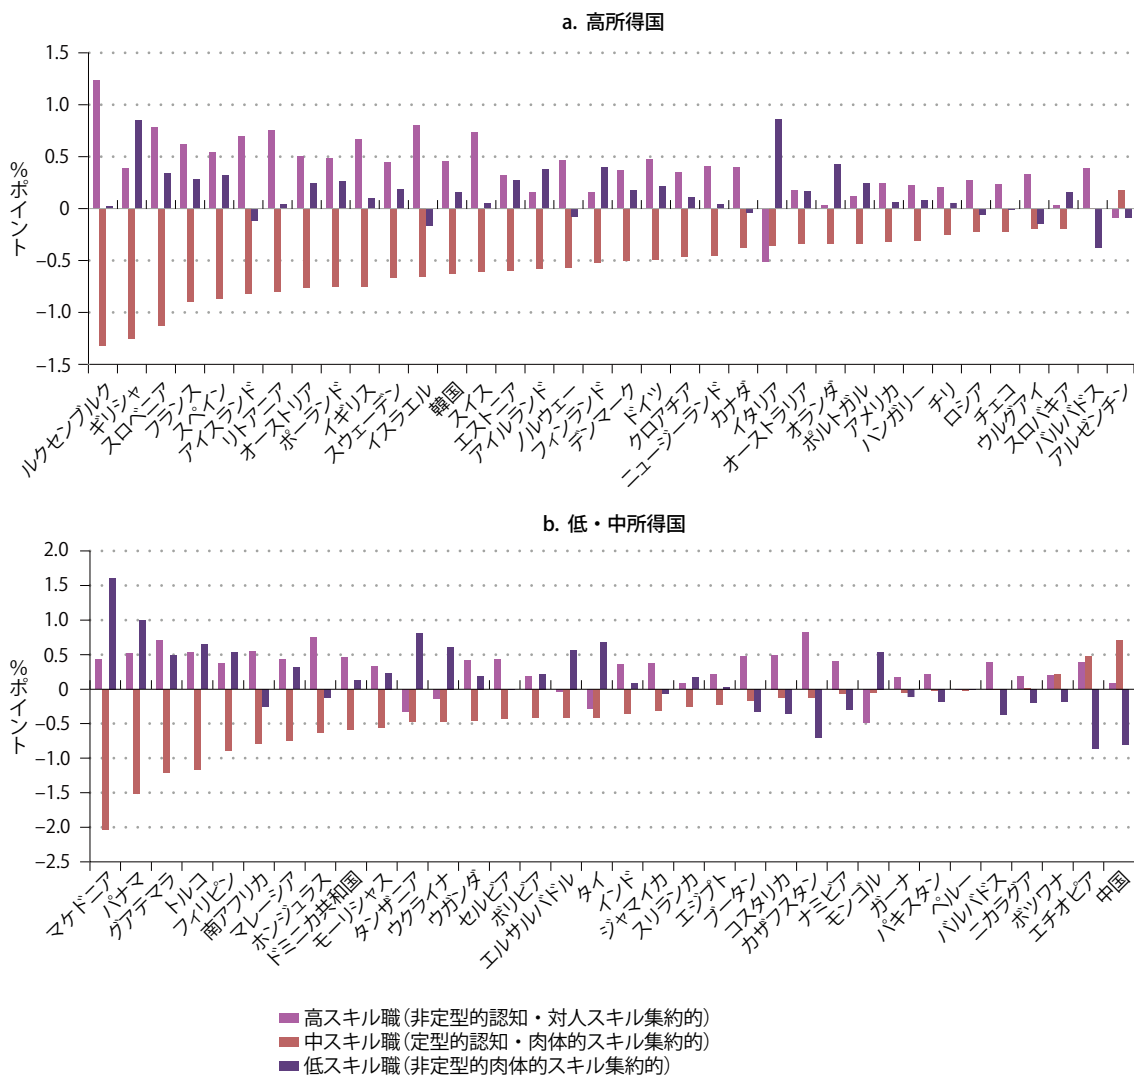 a. 高所得国
1.5
1.0
0.5
0
−0.5
−1.0
−1.5
%ポイント
ルクセンブルク
ギリシャ
スロベニア
フランス
スペイン
アイスランド
リトアニア
オーストリア
ポーランド
イギリス
スウェーデン
イスラエル
韓国
スイス
エストニア
アイルランド
ノルウェー
フィンランド
デンマーク
ドイツ
クロアチア
ニュージーランド
カナダ
イタリア
オーストラリア
オランダ
ポルトガル
アメリカ
ハンガリー
チリ
ロシア
チェコ
ウルグアイ
スロバキア
バルバドス
アルゼンチン
b. 低・中所得国
2.0
1.5
1.0
0.5
0
−0.5
−1.0
−1.5
−2.0
−2.5
%ポイント
マケドニア
パナマ
グアテマラ
トルコ
フィリピン
南アフリカ
マレーシア
ホンジュラス
ドミニカ共和国
モーリシャス
タンザニア
ウクライナ
ウガンダ
セルビア
ボリビア
エルサルバドル
タイ
インド
ジャマイカ
スリランカ
エジプト
ブータン
コスタリカ
カザフスタン
ナミビア
モンゴル
ガーナ
パキスタン
ペルー
バルバドス
ニカラグア
ボツワナ
エチオピア
中国
高スキル職（非定型的認知・対人スキル集約的）
中スキル職（定型的認知・肉体的スキル集約的）
低スキル職（非定型的肉体的スキル集約的）